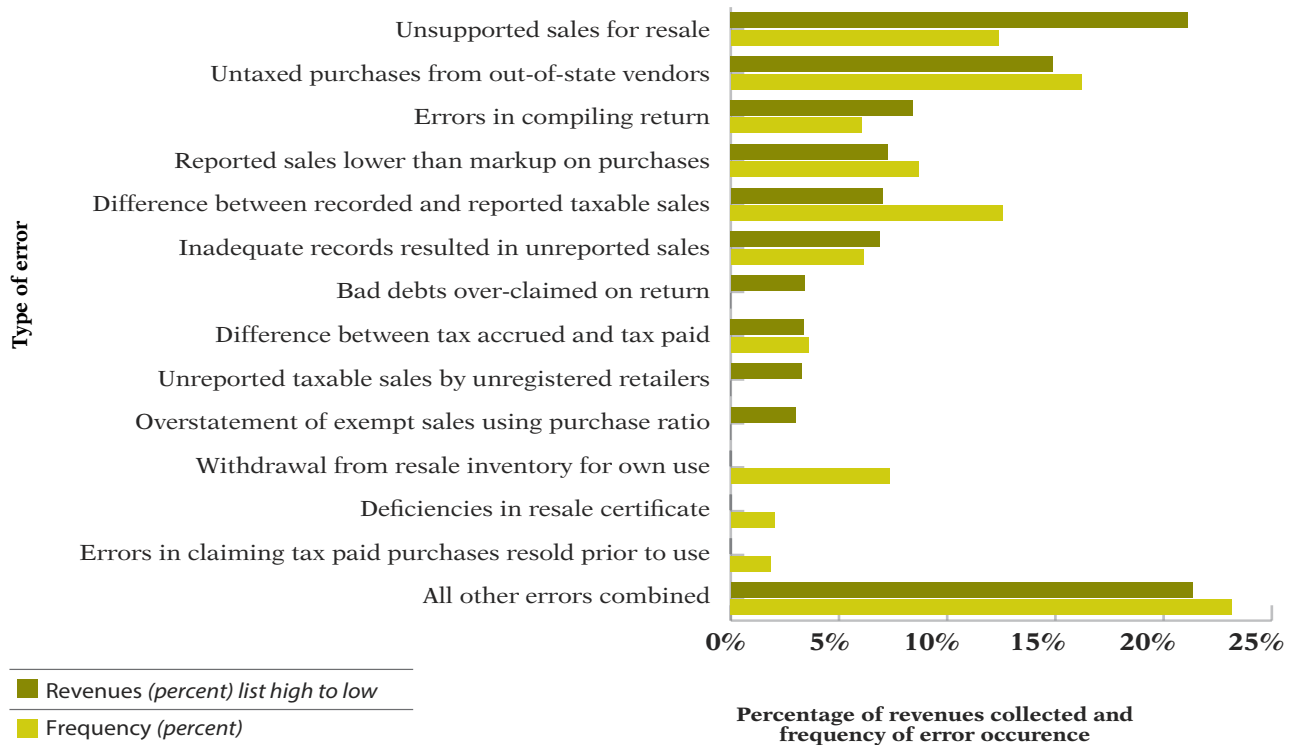 Unsupported sales for resale
Untaxed purchases from out-of-state vendors
Errors in compiling return
Reported sales lower than markup on purchases
Difference between recorded and reported taxable sales
Inadequate records resulted in unreported sales
Bad debts over-claimed on return
Difference between tax accrued and tax paid
Unreported taxable sales by unregistered retailers
Overstatement of exempt sales using purchase ratio
Withdrawal from resale inventory for own use
Deficiencies in resale certificate
Errors in claiming tax paid purchases resold prior to use
All other errors combined
Type of error
0% 5% 10% 15% 20% 25%
Revenues (percent) list high to low
Frequency (percent)
Percentage of revenues collected and
frequency of error occurence